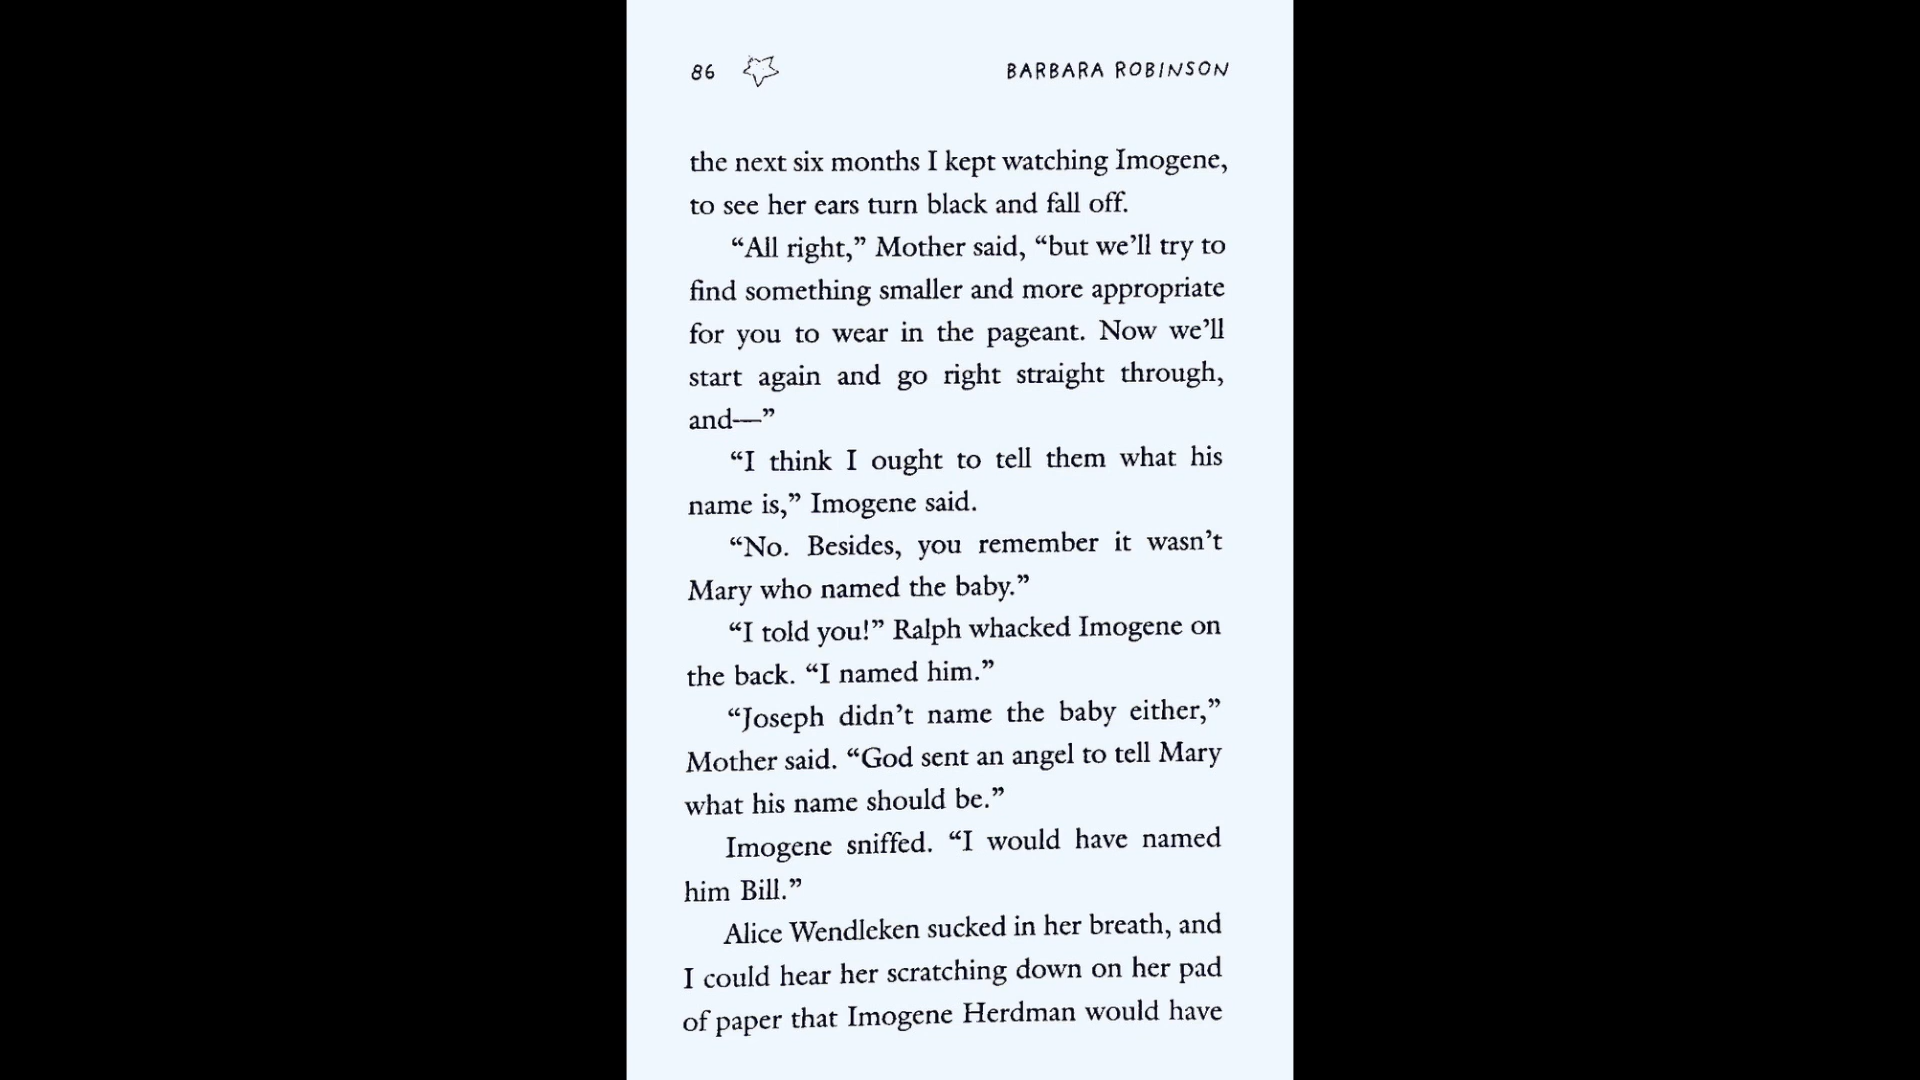 86 BARBARA ROBINSON
the next six months I kept watching Imogene,
to see her ears turn black and fall off.
“All right,” Mother said, “but we’ll try to
find something smaller and more appropriate
for you to wear in the pageant. Now we’ll
start again and go right straight through,
and—”
“I think I ought to tell them what his
name is,” Imogene said.
“No. Besides, you remember it wasn’t
Mary who named the baby.”
“I told you!” Ralph whacked Imogene on
the back. “I named him.”
“Joseph didn’t name the baby either,”
Mother said. “God sent an angel to tell Mary
what his name should be.”
Imogene sniffed. “I would have named
him Bill.”
Alice Wendleken sucked in her breath, and
I could hear her scratching down on her pad
of paper that Imogene Herdman would have